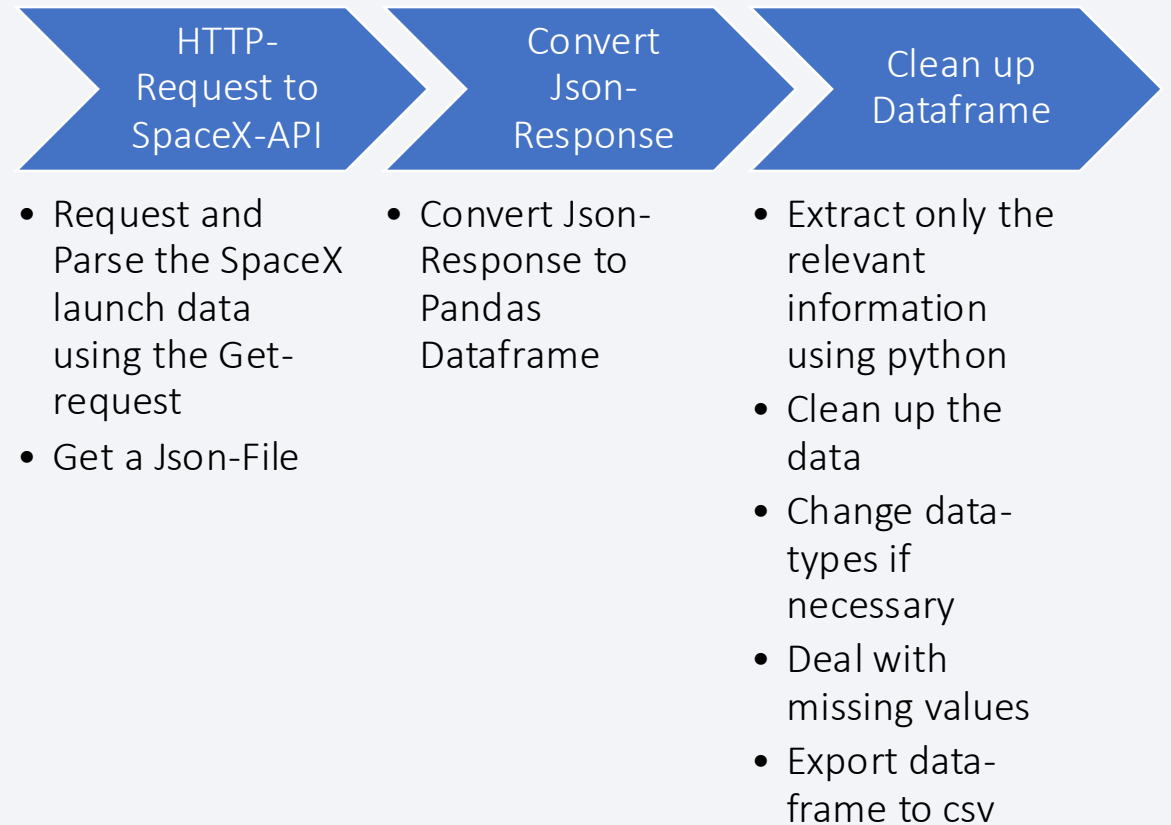 HTTP-
Request to
SpaceX-API
Convert
Json-
Response
Clean up
Dataframe
• Request and
Parse the SpaceX
launch data
using the Get-
request
• Get a Json-File
• Convert Json-
Response to
Pandas
Dataframe
• Extract only the
relevant
information
using python
• Clean up the
data
• Change data-
types if
necessary
• Deal with
missing values
• Export data-
frame to csv